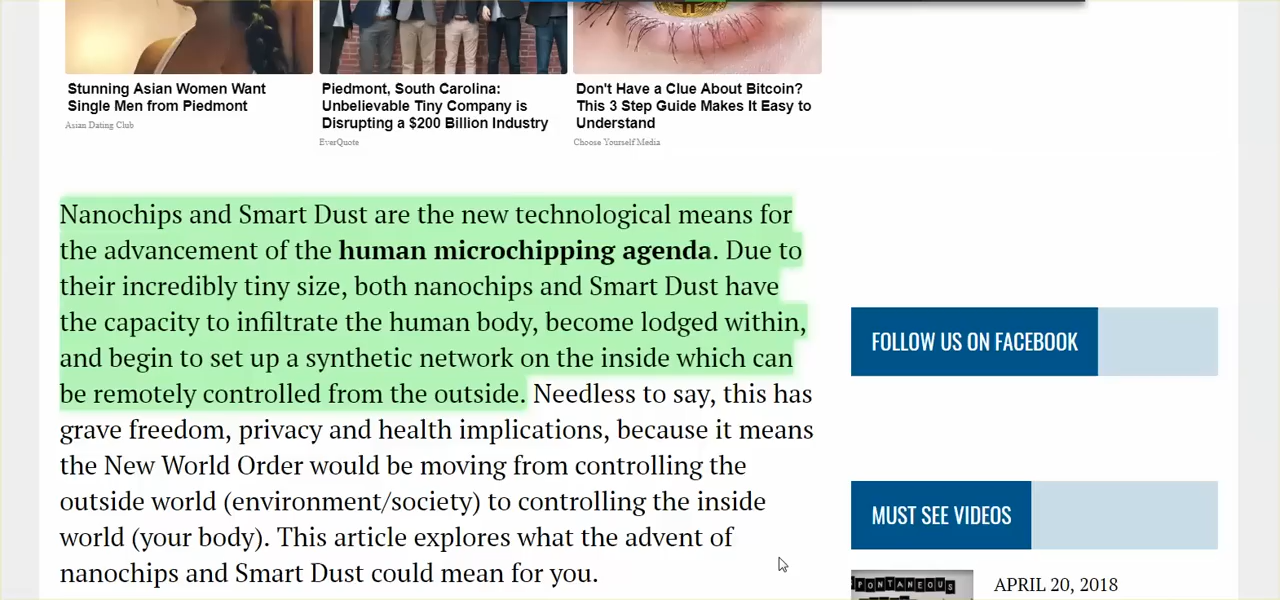 Stunning Asian Women Want
Single Men from Piedmont
Asian Dating Club
Piedmont, South Carolina:
Unbelievable Tiny Company is
Disrupting a $200 Billion Industry
EverQuote
Don't Have a Clue About Bitcoin?
This 3 Step Guide Makes It Easy to
Understand
Choose Yourself Media
Nanochips and Smart Dust are the new technological means for
the advancement of the human microchipping agenda. Due to
their incredibly tiny size, both nanochips and Smart Dust have
the capacity to infiltrate the human body, become lodged within,
and begin to set up a synthetic network on the inside which can
be remotely controlled from the outside. Needless to say, this has
grave freedom, privacy and health implications, because it means
the New World Order would be moving from controlling the
outside world (environment/society) to controlling the inside
world (your body). This article explores what the advent of
nanochips and Smart Dust could mean for you.
FOLLOW US ON FACEBOOK
MUST SEE VIDEOS
PONTANEOUS
APRIL 20, 2018